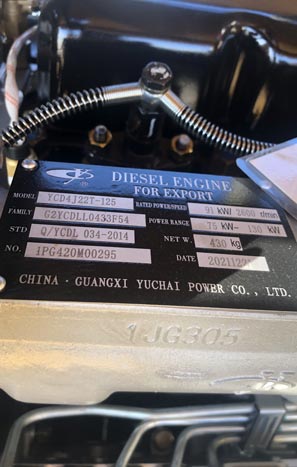 DIESEL ENGINE
FOR EXPORT
MODEL YCD4J22T-125 RATED POWER/SPEED 91 kW/ 2600 r/min
FAMILY G2YCDLL0433F54 POWER RANGE 75 kW~ 130 kW
STD Q/YCDL 034-2014 NET W. 430 kg
NO. 1PG420M00295 DATE
CHINA · GUANGXI YUCHAI POWER CO., LTD.
1JG305